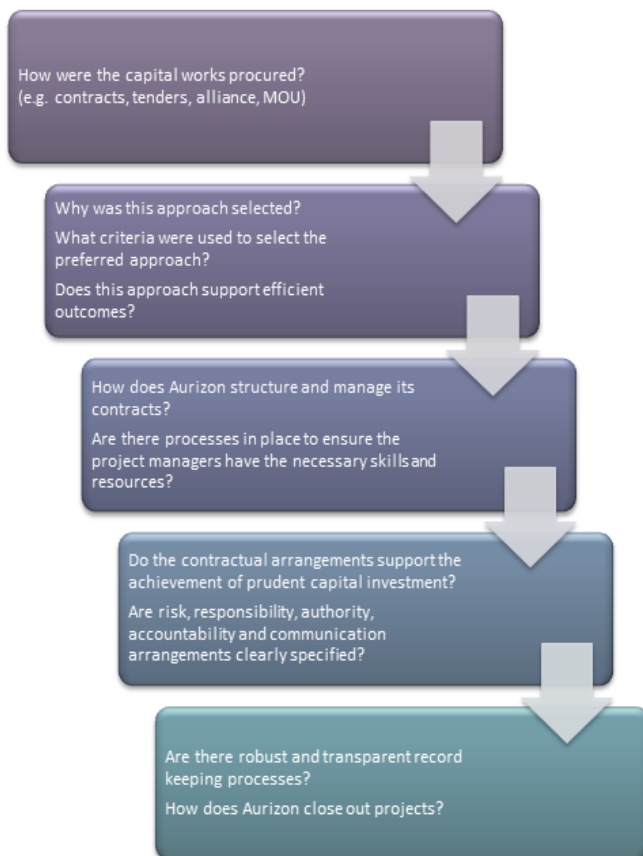 How were the capital works procured?
(e.g. contracts, tenders, alliance, MOU)
Why was this approach selected?
What criteria were used to select the
preferred approach?
Does this approach support efficient
outcomes?
How does Aurizon structure and manage its
contracts?
Are there processes in place to ensure the
project managers have the necessary skills and
resources?
Do the contractual arrangements support the
achievement of prudent capital investment?
Are risk, responsibility, authority,
accountability and communication
arrangements clearly specified?
Are there robust and transparent record
keeping processes?
How does Aurizon close out projects?